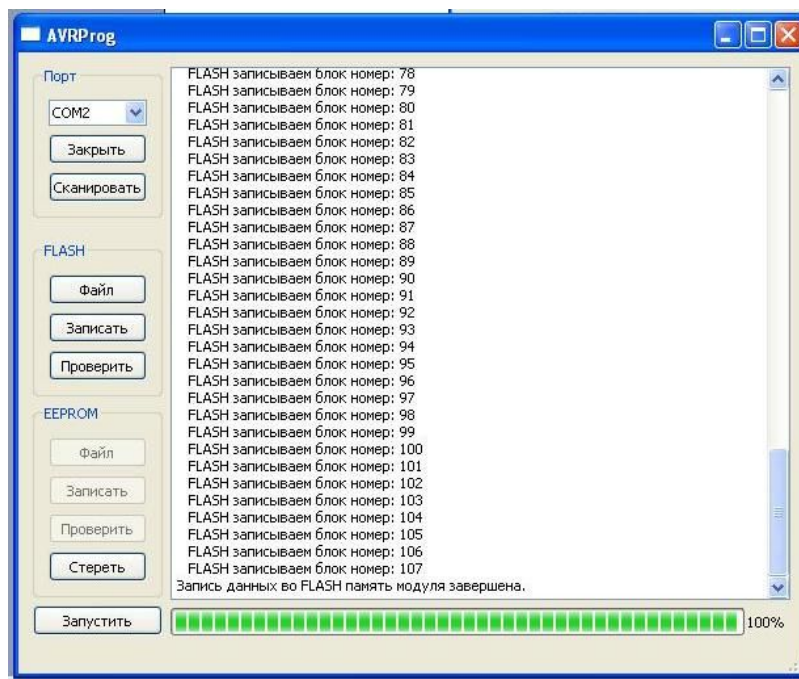 AVRProg
Порт
COM2
Закрыть
Сканировать
FLASH
Файл
Записать
Проверить
EEPROM
Файл
Записать
Проверить
Стереть
Запустить
FLASH записываем блок номер: 78
FLASH записываем блок номер: 79
FLASH записываем блок номер: 80
FLASH записываем блок номер: 81
FLASH записываем блок номер: 82
FLASH записываем блок номер: 83
FLASH записываем блок номер: 84
FLASH записываем блок номер: 85
FLASH записываем блок номер: 86
FLASH записываем блок номер: 87
FLASH записываем блок номер: 88
FLASH записываем блок номер: 89
FLASH записываем блок номер: 90
FLASH записываем блок номер: 91
FLASH записываем блок номер: 92
FLASH записываем блок номер: 93
FLASH записываем блок номер: 94
FLASH записываем блок номер: 95
FLASH записываем блок номер: 96
FLASH записываем блок номер: 97
FLASH записываем блок номер: 98
FLASH записываем блок номер: 99
FLASH записываем блок номер: 100
FLASH записываем блок номер: 101
FLASH записываем блок номер: 102
FLASH записываем блок номер: 103
FLASH записываем блок номер: 104
FLASH записываем блок номер: 105
FLASH записываем блок номер: 106
FLASH записываем блок номер: 107
Запись данных во FLASH память модуля завершена.
100%